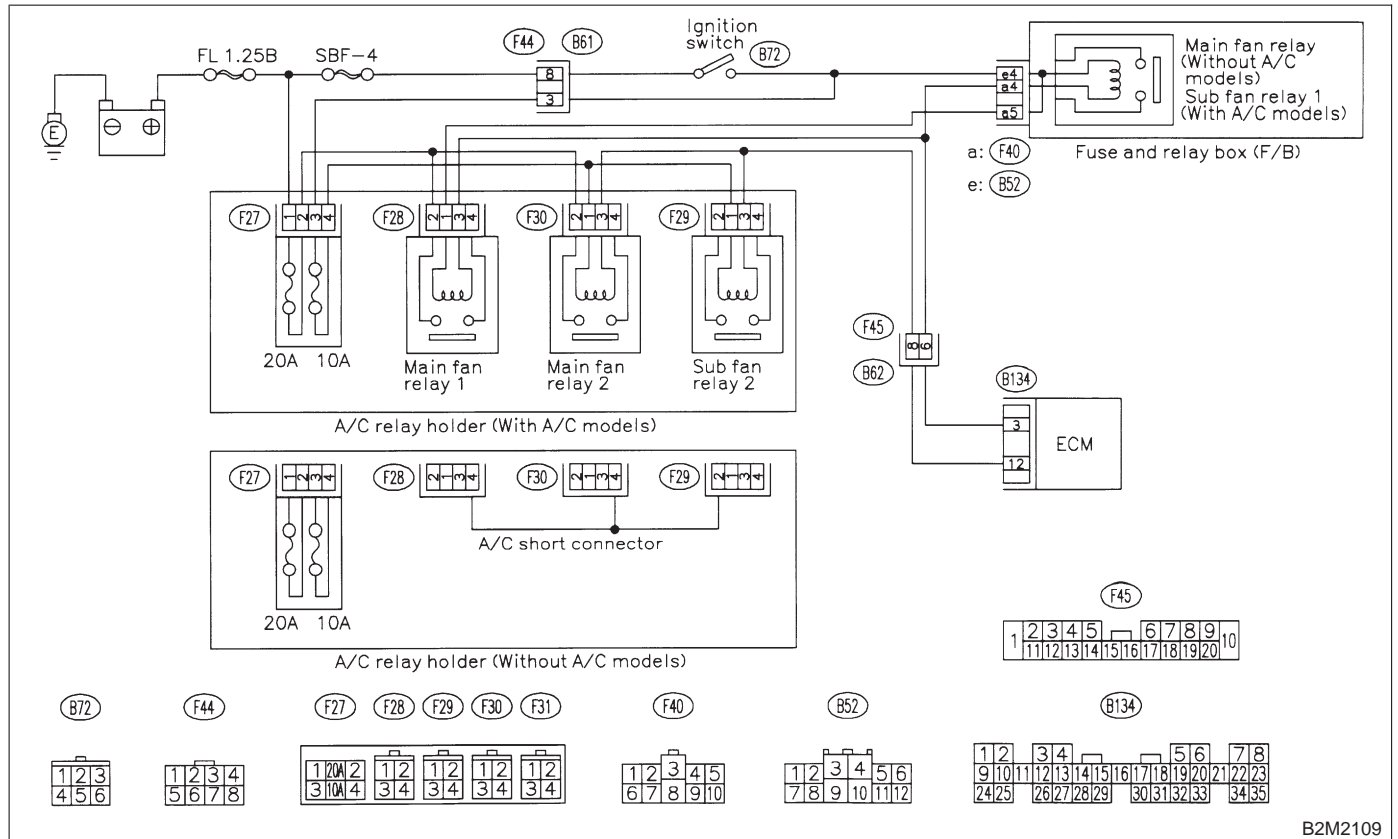 Ignition
switch
FL 1.25B SBF-4 F44 B61 B72
8
3
E
⊖ ⊕
e4
a4
a5
Main fan relay
(Without A/C
models)
Sub fan relay 1
(With A/C models)
a: F40
e: B52
Fuse and relay box (F/B)
F27 1 2 3 4 F28 2 1 3 4 F30 2 1 3 4 F29 2 1 3 4
20A 10A
Main fan
relay 1
Main fan
relay 2
Sub fan
relay 2
A/C relay holder (With A/C models)
F45
8 6
B62
B134
3
12
ECM
F27 1 2 3 4 F28 2 1 3 4 F30 2 1 3 4 F29 2 1 3 4
A/C short connector
20A 10A
A/C relay holder (Without A/C models)
F45
1 2 3 4 5 6 7 8 9 10
11 12 13 14 15 16 17 18 19 20
B72 F44 F27 F28 F29 F30 F31 F40 B52 B134
B72
1 2 3
4 5 6
F44
1 2 3 4
5 6 7 8
1 20A 2 1 2 1 2 1 2 1 2
3 10A 4 3 4 3 4 3 4 3 4
1 2 3 4 5
6 7 8 9 10
1 2 3 4 5 6
7 8 9 10 11 12
1 2 3 4 5 6 7 8
9 10 11 12 13 14 15 16 17 18 19 20 21 22 23
24 25 26 27 28 29 30 31 32 33 34 35
B2M2109